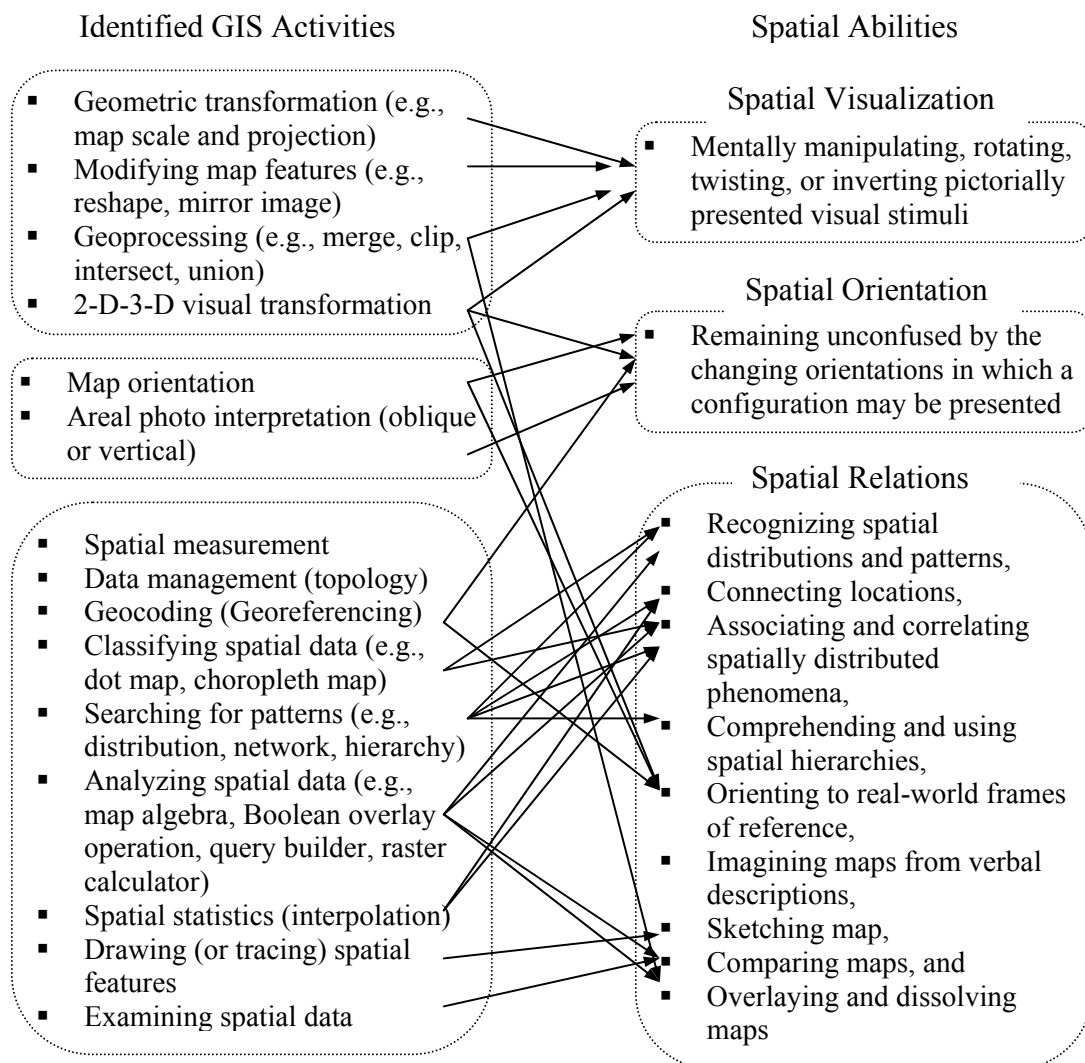 Identified GIS Activities
▪ Geometric transformation (e.g.,
map scale and projection)
▪ Modifying map features (e.g.,
reshape, mirror image)
▪ Geoprocessing (e.g., merge, clip,
intersect, union)
▪ 2-D-3-D visual transformation
▪ Map orientation
▪ Areal photo interpretation (oblique
or vertical)
▪ Spatial measurement
▪ Data management (topology)
▪ Geocoding (Georeferencing)
▪ Classifying spatial data (e.g.,
dot map, choropleth map)
▪ Searching for patterns (e.g.,
distribution, network, hierarchy)
▪ Analyzing spatial data (e.g.,
map algebra, Boolean overlay
operation, query builder, raster
calculator)
▪ Spatial statistics (interpolation)
▪ Drawing (or tracing) spatial
features
▪ Examining spatial data
Spatial Abilities
Spatial Visualization
▪ Mentally manipulating, rotating,
twisting, or inverting pictorially
presented visual stimuli
Spatial Orientation
▪ Remaining unconfused by the
changing orientations in which a
configuration may be presented
Spatial Relations
▪ Recognizing spatial
distributions and patterns,
▪ Connecting locations,
▪ Associating and correlating
spatially distributed
phenomena,
▪ Comprehending and using
spatial hierarchies,
▪ Orienting to real-world frames
of reference,
▪ Imagining maps from verbal
descriptions,
▪ Sketching map,
▪ Comparing maps, and
▪ Overlaying and dissolving
maps